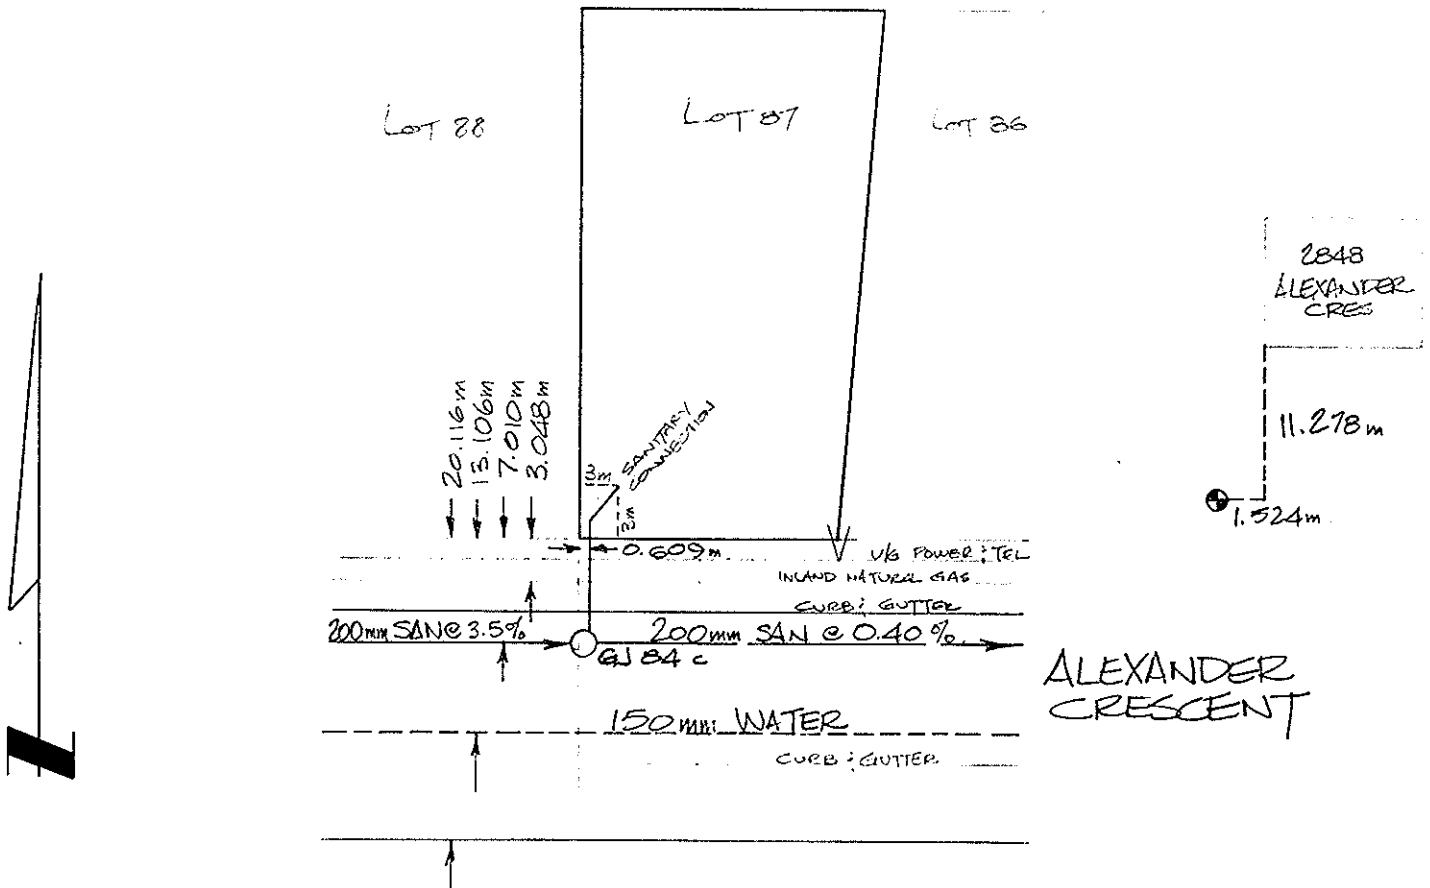 LOT 88
LOT 87
LOT 86
2848
ALEXANDER
CRES
11.278m
1.524m
20.116m
13.106m
7.010m
3.048m
3m
SANITARY
CONNECTION
3m
0.609m
U/G POWER & TEL
INLAND NATURAL GAS
CURB & GUTTER
200mm SAN @ 3.5%
200mm SAN @ 0.40%
GJ 84 C
ALEXANDER
CRESCENT
150mm WATER
CURB & GUTTER